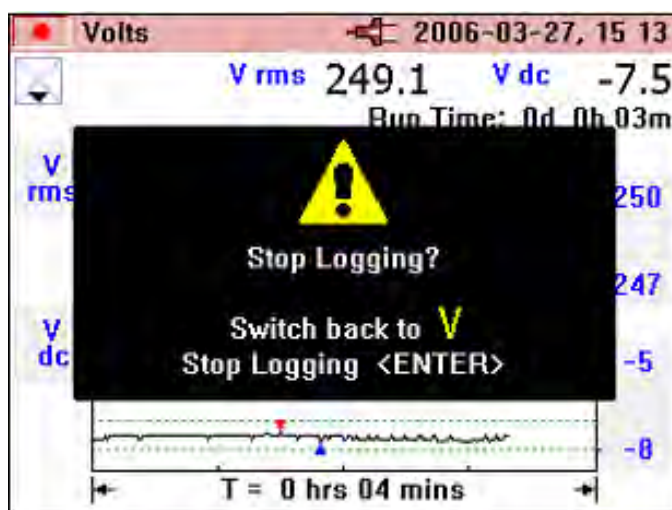 Volts 2006-03-27, 15 13
V rms 249.1 V dc -7.5
Run Time: 0d 0h 03m
V
rms
250
Stop Logging?
247
Switch back to V
V
dc
Stop Logging <ENTER>
-5
-8
T = 0 hrs 04 mins